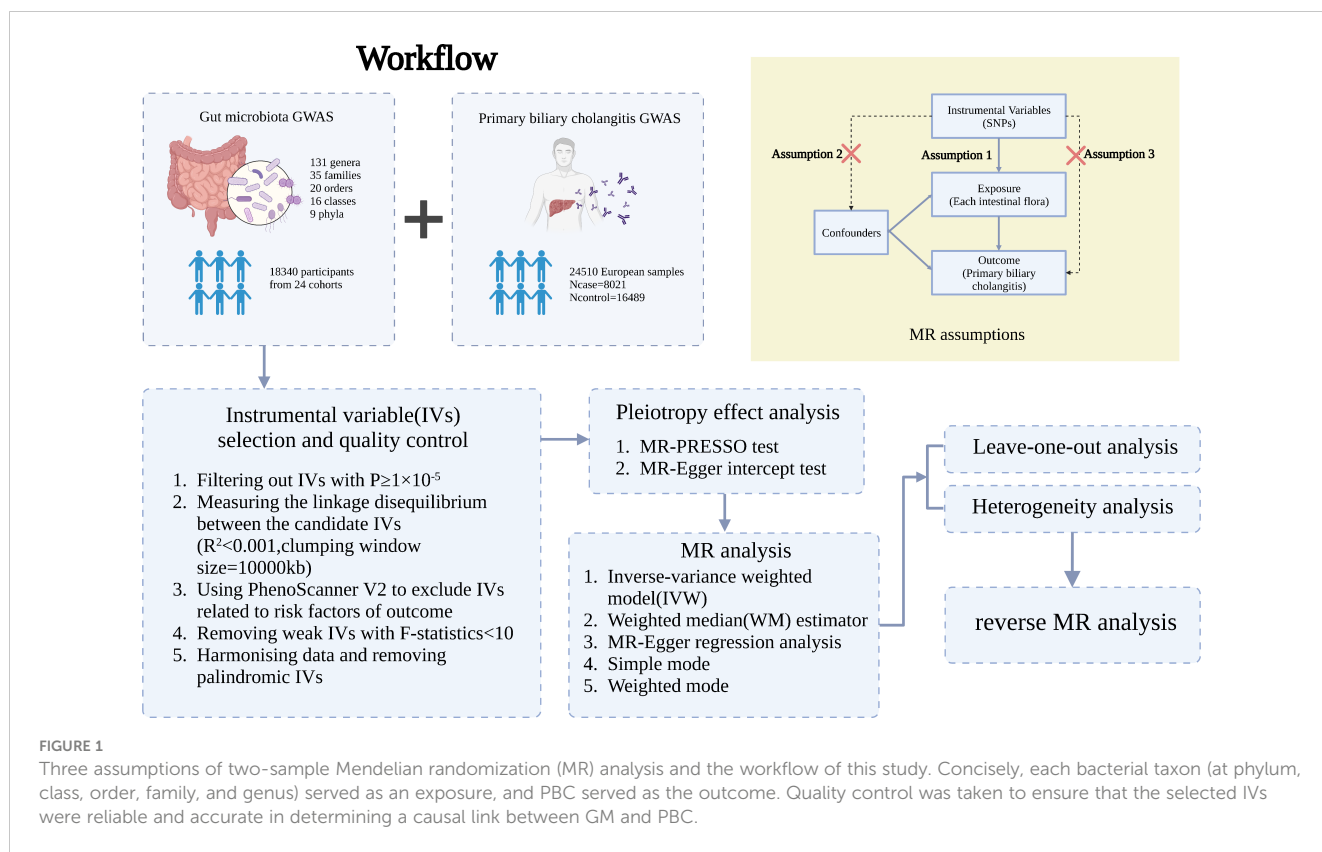 Workflow
Gut microbiota GWAS
131 genera
35 families
20 orders
16 classes
9 phyla
18340 participants
from 24 cohorts
Primary biliary cholangitis GWAS
24510 European samples
Ncase=8021
Ncontrol=16489
Instrumental Variables
(SNPs)
Assumption 2
Assumption 1
Assumption 3
Exposure
(Each intestinal flora)
Confounders
Outcome
(Primary biliary
cholangitis)
MR assumptions
Instrumental variable(IVs)
selection and quality control
1. Filtering out IVs with P≥1×10⁻⁵
2. Measuring the linkage disequilibrium
between the candidate IVs
(R²<0.001,clumping window
size=10000kb)
3. Using PhenoScanner V2 to exclude IVs
related to risk factors of outcome
4. Removing weak IVs with F-statistics<10
5. Harmonising data and removing
palindromic IVs
Pleiotropy effect analysis
1. MR-PRESSO test
2. MR-Egger intercept test
MR analysis
1. Inverse-variance weighted
model(IVW)
2. Weighted median(WM) estimator
3. MR-Egger regression analysis
4. Simple mode
5. Weighted mode
Leave-one-out analysis
Heterogeneity analysis
reverse MR analysis
FIGURE 1
Three assumptions of two-sample Mendelian randomization (MR) analysis and the workflow of this study. Concisely, each bacterial taxon (at phylum,
class, order, family, and genus) served as an exposure, and PBC served as the outcome. Quality control was taken to ensure that the selected IVs
were reliable and accurate in determining a causal link between GM and PBC.